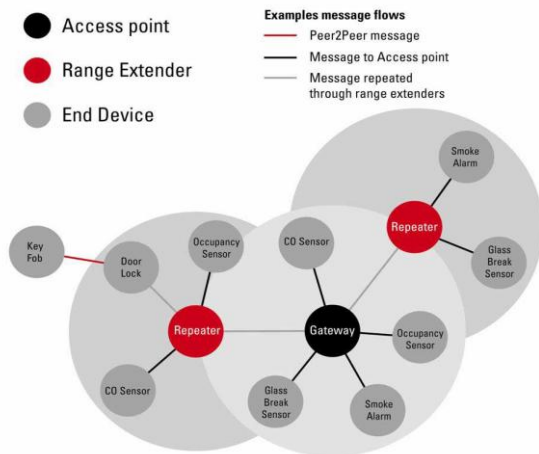 Access point
Range Extender
End Device
Examples message flows
Peer2Peer message
Message to Access point
Message repeated
through range extenders
Smoke
Alarm
Repeater
Glass
Break
Sensor
Key
Fob
Door
Lock
Occupancy
Sensor
CO Sensor
Repeater
Gateway
Occupancy
Sensor
CO Sensor
Glass
Break
Sensor
Smoke
Alarm